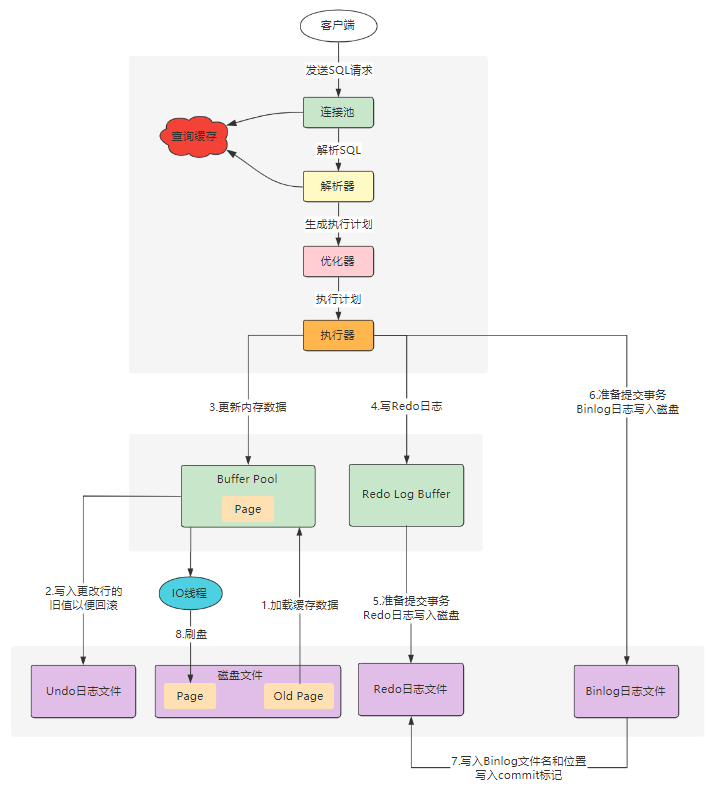 客户端
发送SQL请求
连接池
查询缓存
解析SQL
解析器
生成执行计划
优化器
执行计划
执行器
3.更新内存数据
4.写Redo日志
6.准备提交事务
Binlog日志写入磁盘
Buffer Pool
Page
Redo Log Buffer
2.写入更改行的
旧值以便回滚
IO线程
1.加载缓存数据
5.准备提交事务
Redo日志写入磁盘
8.刷盘
Undo日志文件
磁盘文件
Page
Old Page
Redo日志文件
Binlog日志文件
7.写入Binlog文件名和位置
写入commit标记